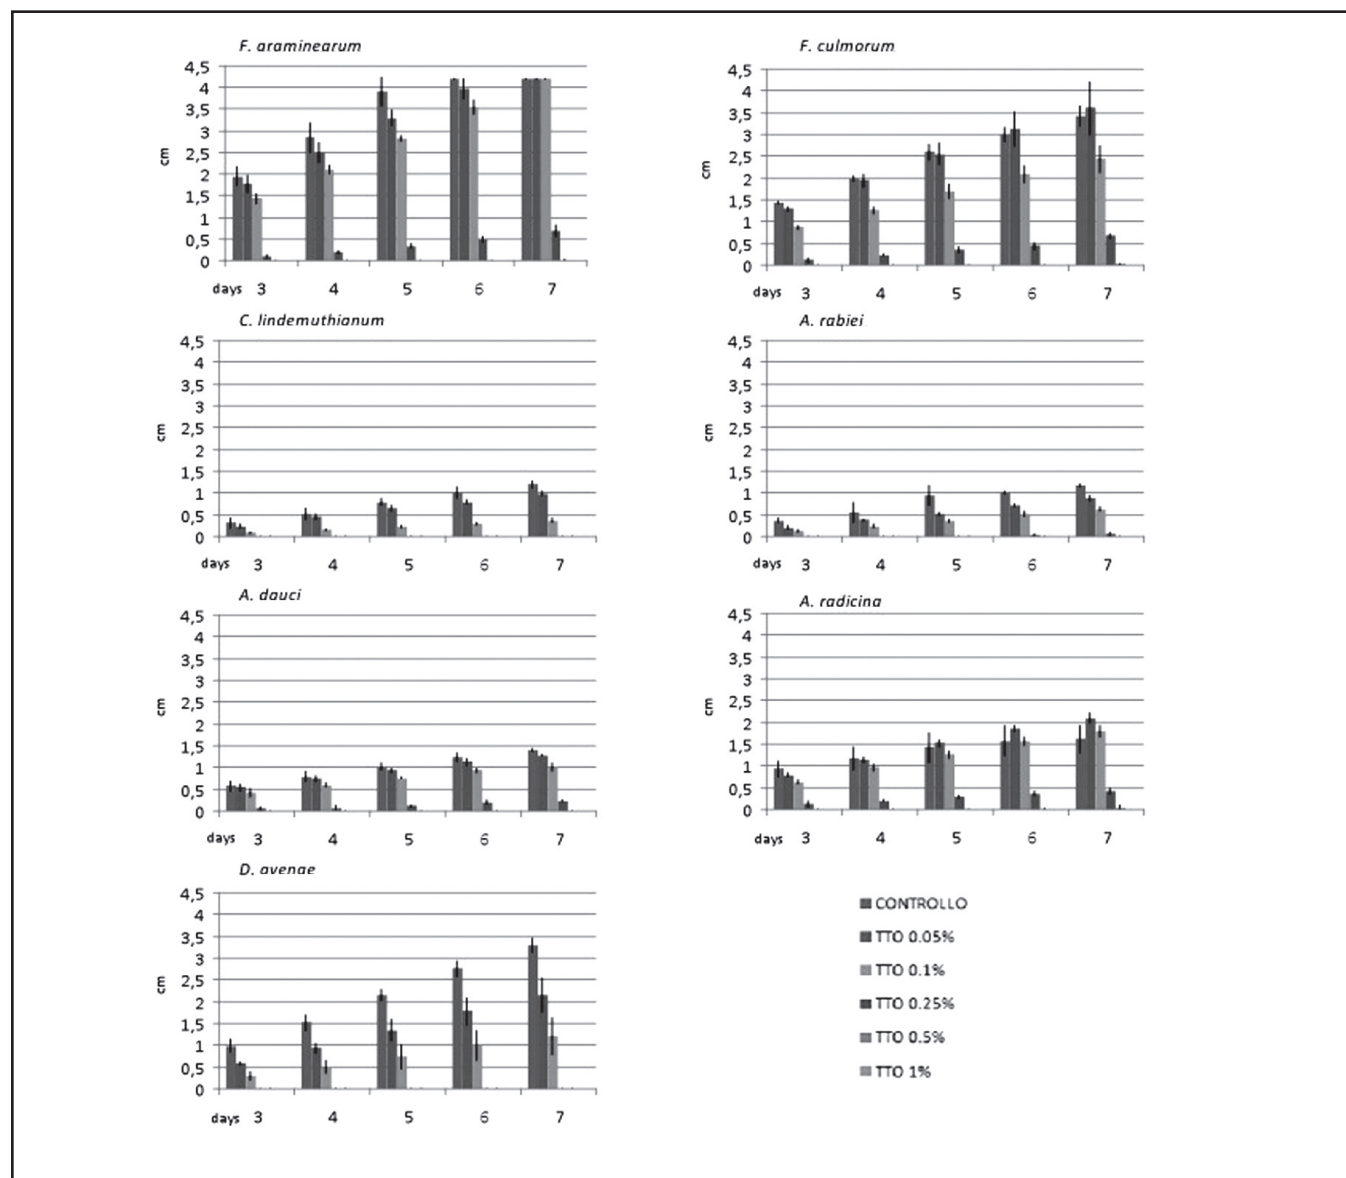 F. araminearum
4,5
4
3,5
3
2,5
2
1,5
1
0,5
0
cm
days 3 4 5 6 7
F. culmorum
4,5
4
3,5
3
2,5
2
1,5
1
0,5
0
cm
days 3 4 5 6 7
C. lindemuthianum
4,5
4
3,5
3
2,5
2
1,5
1
0,5
0
cm
days 3 4 5 6 7
A. rabiei
4,5
4
3,5
3
2,5
2
1,5
1
0,5
0
cm
days 3 4 5 6 7
A. dauci
4,5
4
3,5
3
2,5
2
1,5
1
0,5
0
cm
days 3 4 5 6 7
A. radicina
4,5
4
3,5
3
2,5
2
1,5
1
0,5
0
cm
days 3 4 5 6 7
D. avenae
4,5
4
3,5
3
2,5
2
1,5
1
0,5
0
cm
days 3 4 5 6 7
CONTROLLO
TTO 0.05%
TTO 0.1%
TTO 0.25%
TTO 0.5%
TTO 1%